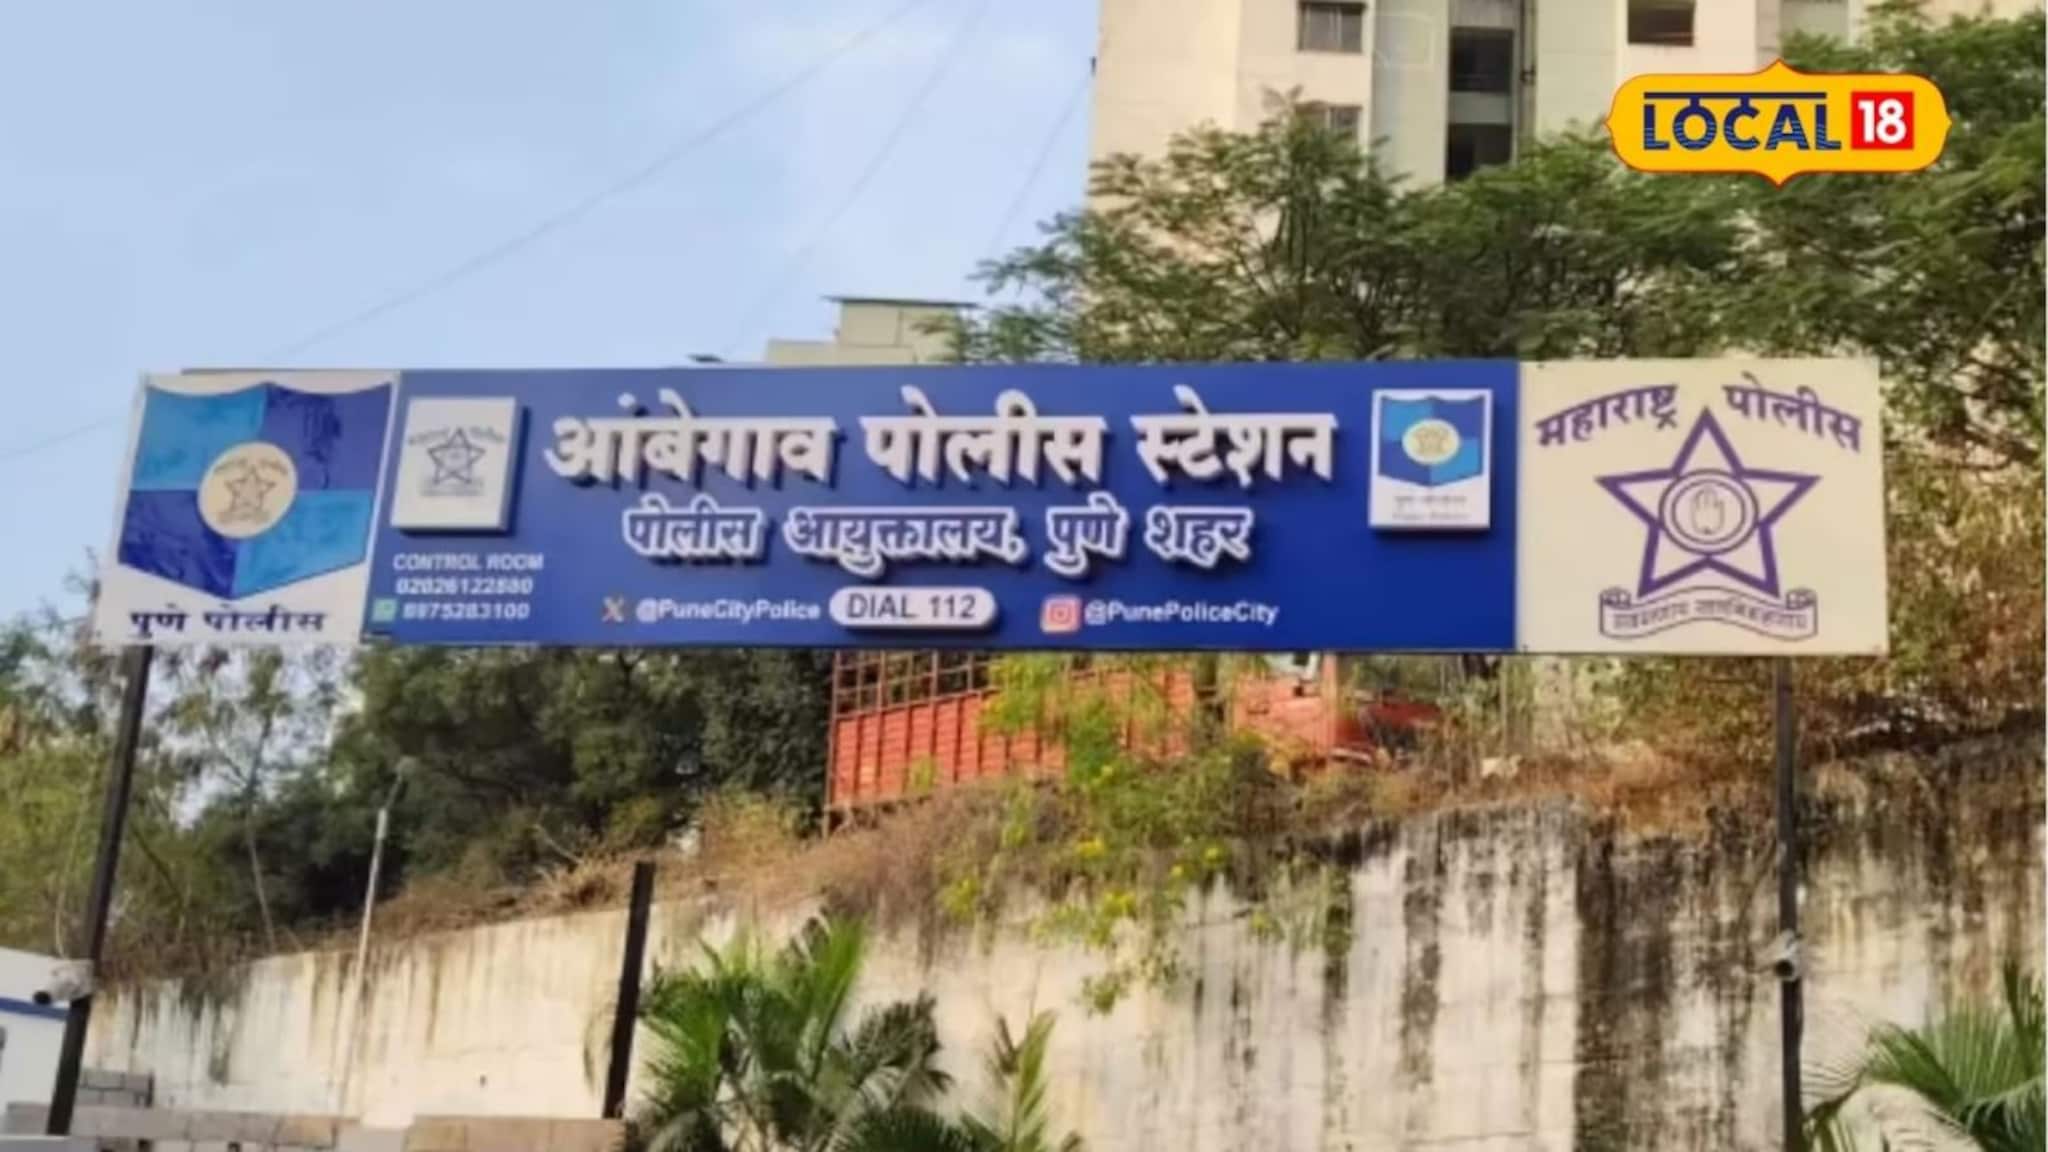 LOCAL 18
आंबेगाव पोलीस स्टेशन
पोलीस आयुक्तालय, पुणे शहर
CONTROL ROOM
02026122880
8975283100
@PuneCityPolice
DIAL 112
@PunePoliceCity
पुणे पोलीस
महाराष्ट्र पोलीस